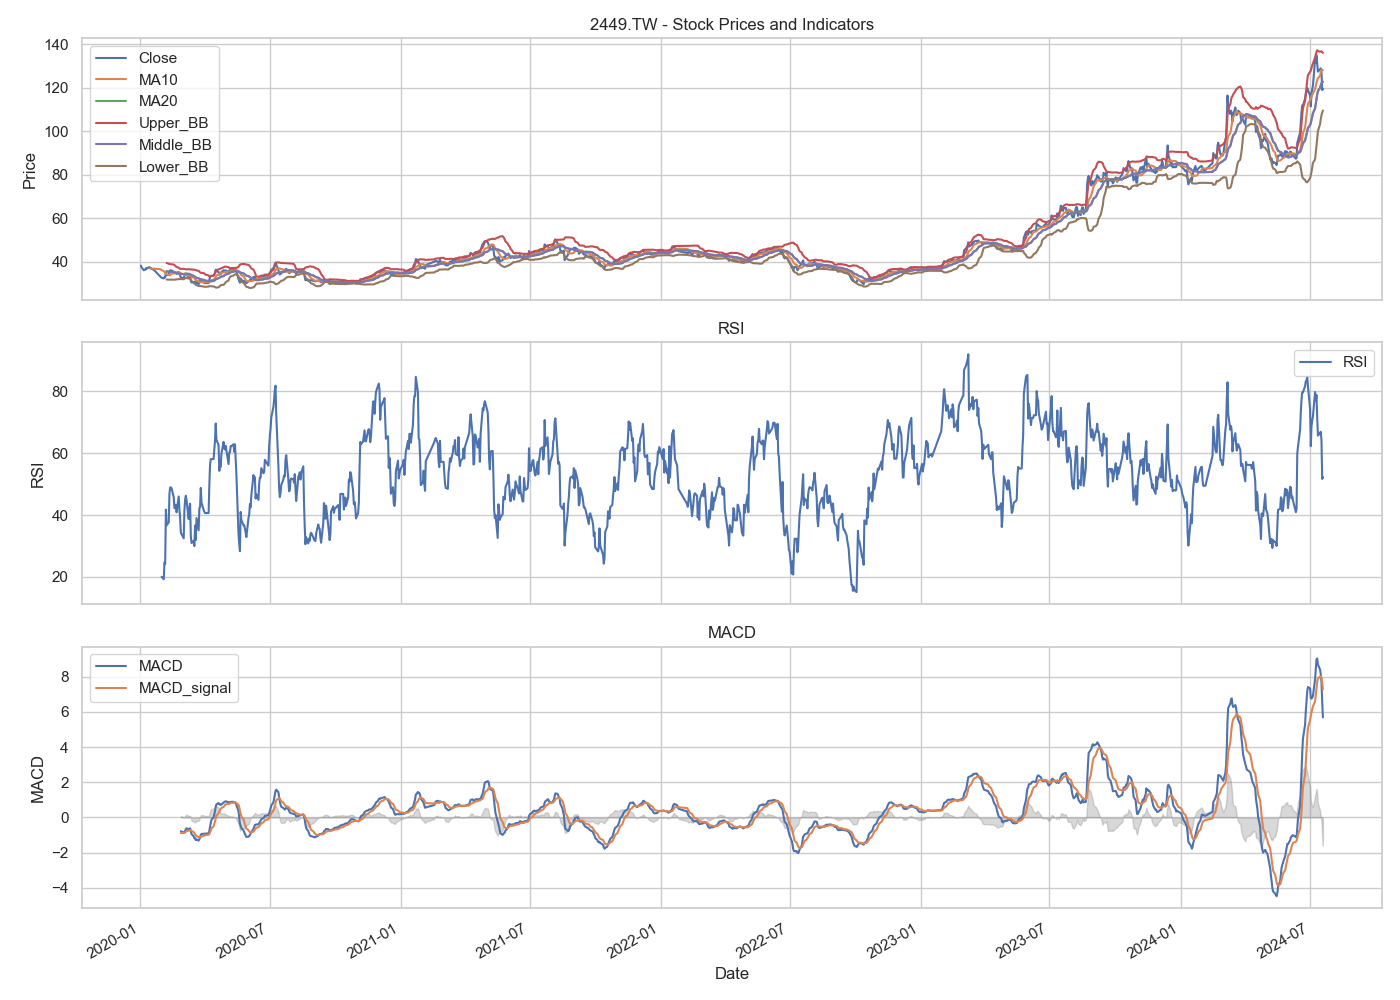 2449.TW - Stock Prices and Indicators
140
120
100
80
60
40
Price
Close
MA10
MA20
Upper_BB
Middle_BB
Lower_BB
RSI
80
60
40
20
RSI
RSI
MACD
8
6
4
2
0
−2
−4
MACD
MACD
MACD_signal
2020-01
2020-07
2021-01
2021-07
2022-01
2022-07
2023-01
2023-07
2024-01
2024-07
Date